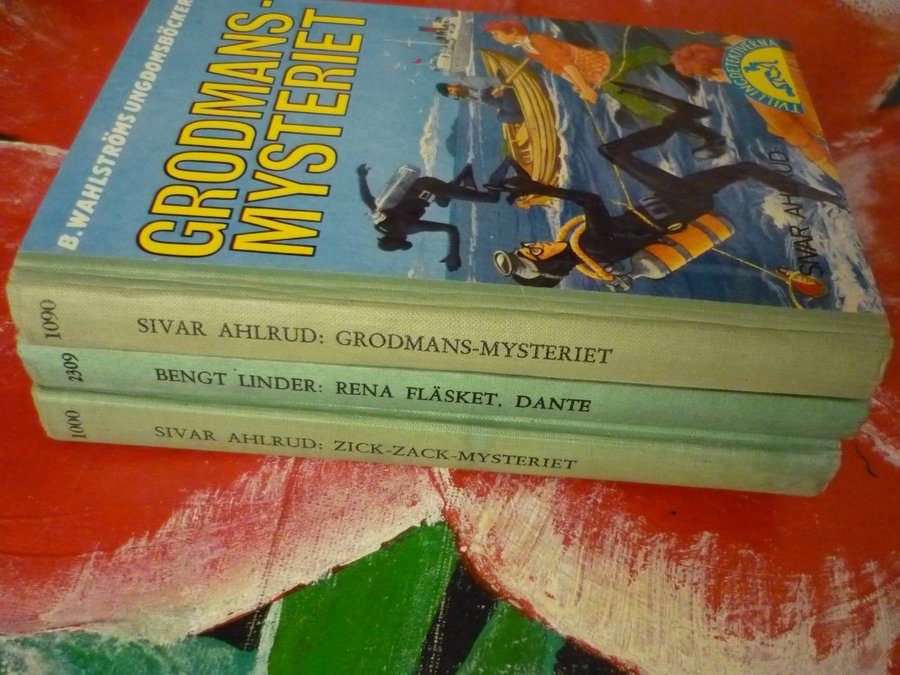 B. WAHLSTRÖMS UNGDOMSBÖCKER
GRODMANS-
MYSTERIET
TVILLINGDETEKTIVERNA
SIVAR AHLRUD
1090 SIVAR AHLRUD: GRODMANS-MYSTERIET
2309 BENGT LINDER: RENA FLÄSKET, DANTE
1000 SIVAR AHLRUD: ZICK-ZACK-MYSTERIET